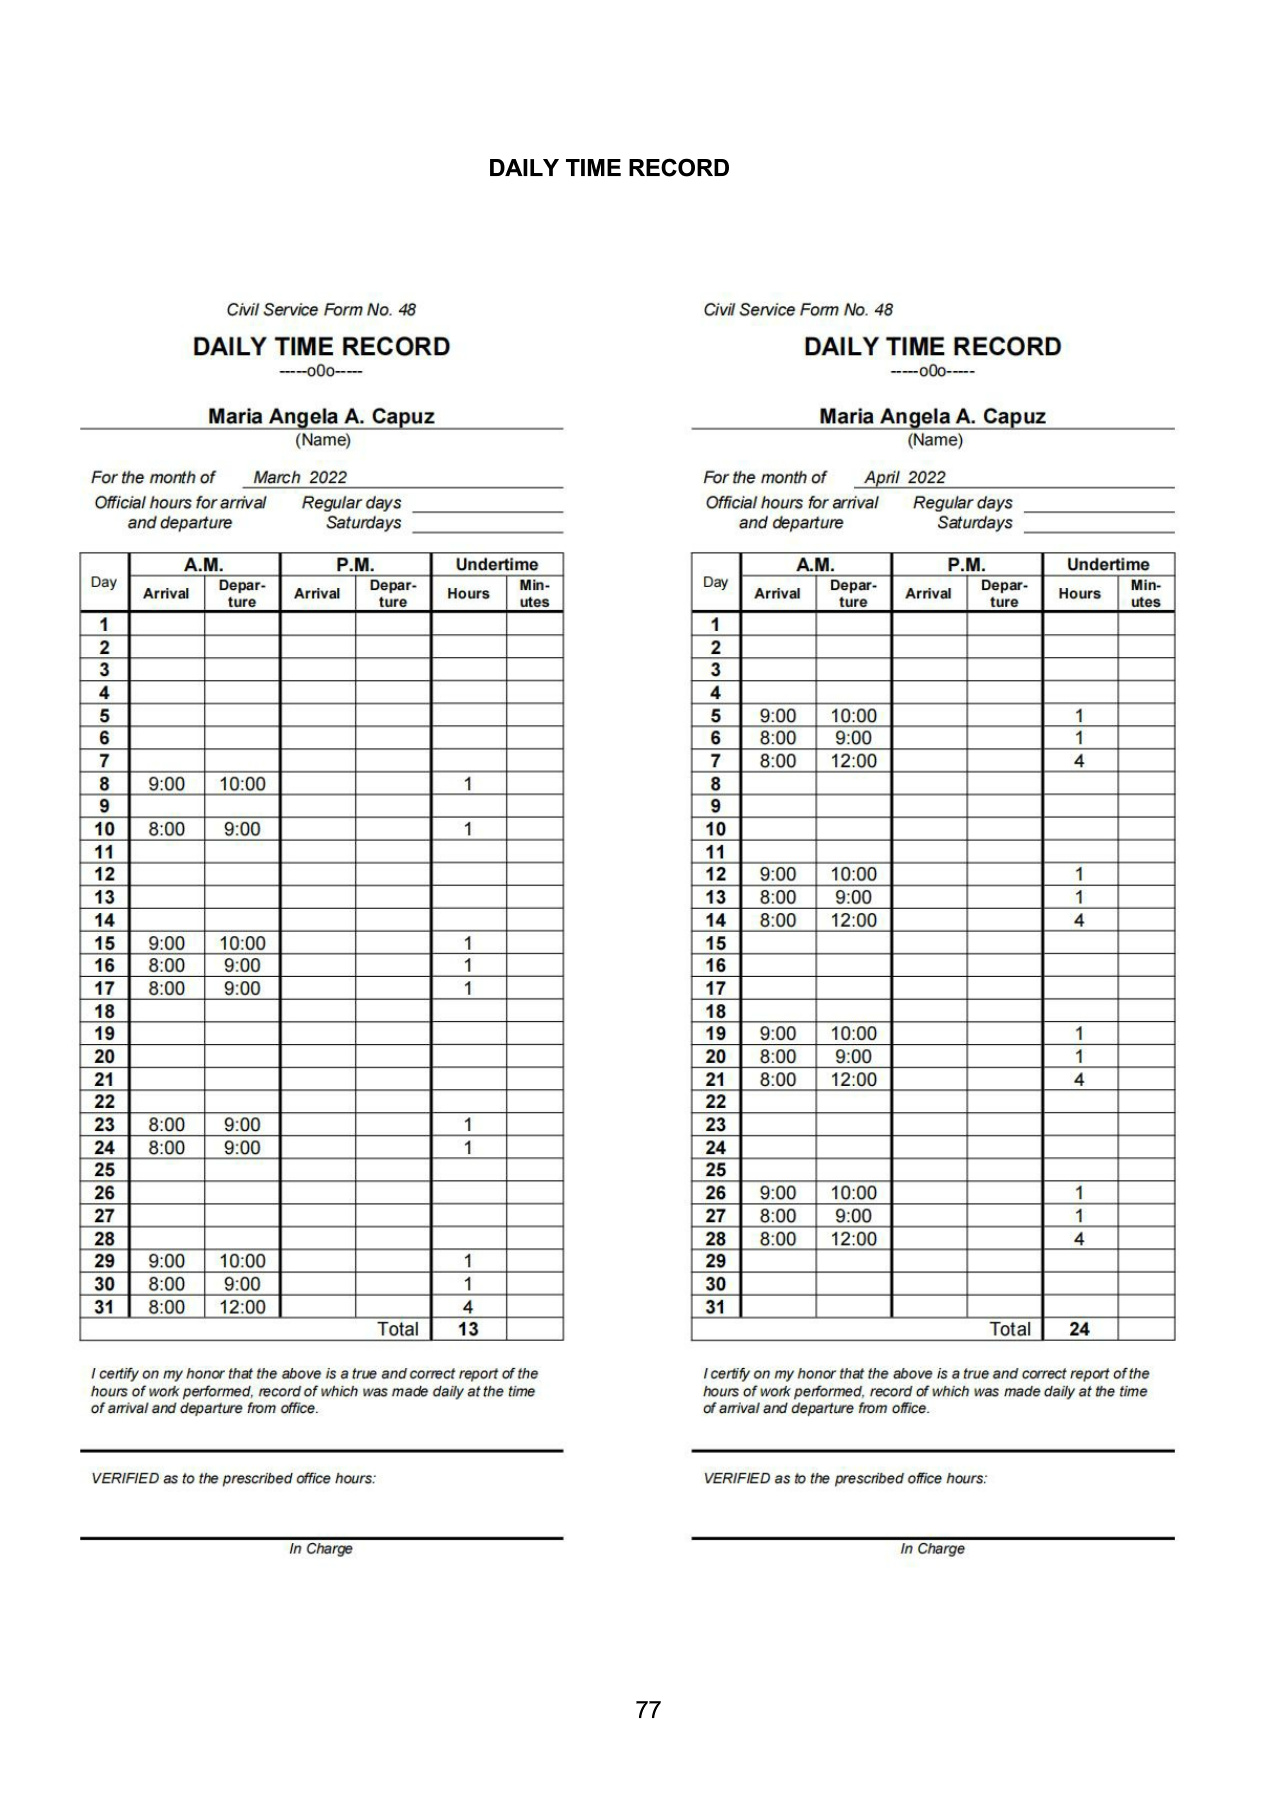 DAILY TIME RECORD
Civil Service Form No. 48
DAILY TIME RECORD
-----o0o-----
Maria Angela A. Capuz
(Name)
For the month of March 2022
Official hours for arrival Regular days
and departure Saturdays
Day A.M. P.M. Undertime
Arrival Depar-ture Arrival Depar-ture Hours Min-utes
1
2
3
4
5
6
7
8 9:00 10:00 1
9
10 8:00 9:00 1
11
12
13
14
15 9:00 10:00 1
16 8:00 9:00 1
17 8:00 9:00 1
18
19
20
21
22
23 8:00 9:00 1
24 8:00 9:00 1
25
26
27
28
29 9:00 10:00 1
30 8:00 9:00 1
31 8:00 12:00 4
Total 13
I certify on my honor that the above is a true and correct report of the
hours of work performed, record of which was made daily at the time
of arrival and departure from office.
VERIFIED as to the prescribed office hours:
In Charge
Civil Service Form No. 48
DAILY TIME RECORD
-----o0o-----
Maria Angela A. Capuz
(Name)
For the month of April 2022
Official hours for arrival Regular days
and departure Saturdays
Day A.M. P.M. Undertime
Arrival Depar-ture Arrival Depar-ture Hours Min-utes
1
2
3
4
5 9:00 10:00 1
6 8:00 9:00 1
7 8:00 12:00 4
8
9
10
11
12 9:00 10:00 1
13 8:00 9:00 1
14 8:00 12:00 4
15
16
17
18
19 9:00 10:00 1
20 8:00 9:00 1
21 8:00 12:00 4
22
23
24
25
26 9:00 10:00 1
27 8:00 9:00 1
28 8:00 12:00 4
29
30
31
Total 24
I certify on my honor that the above is a true and correct report of the
hours of work performed, record of which was made daily at the time
of arrival and departure from office.
VERIFIED as to the prescribed office hours:
In Charge
77